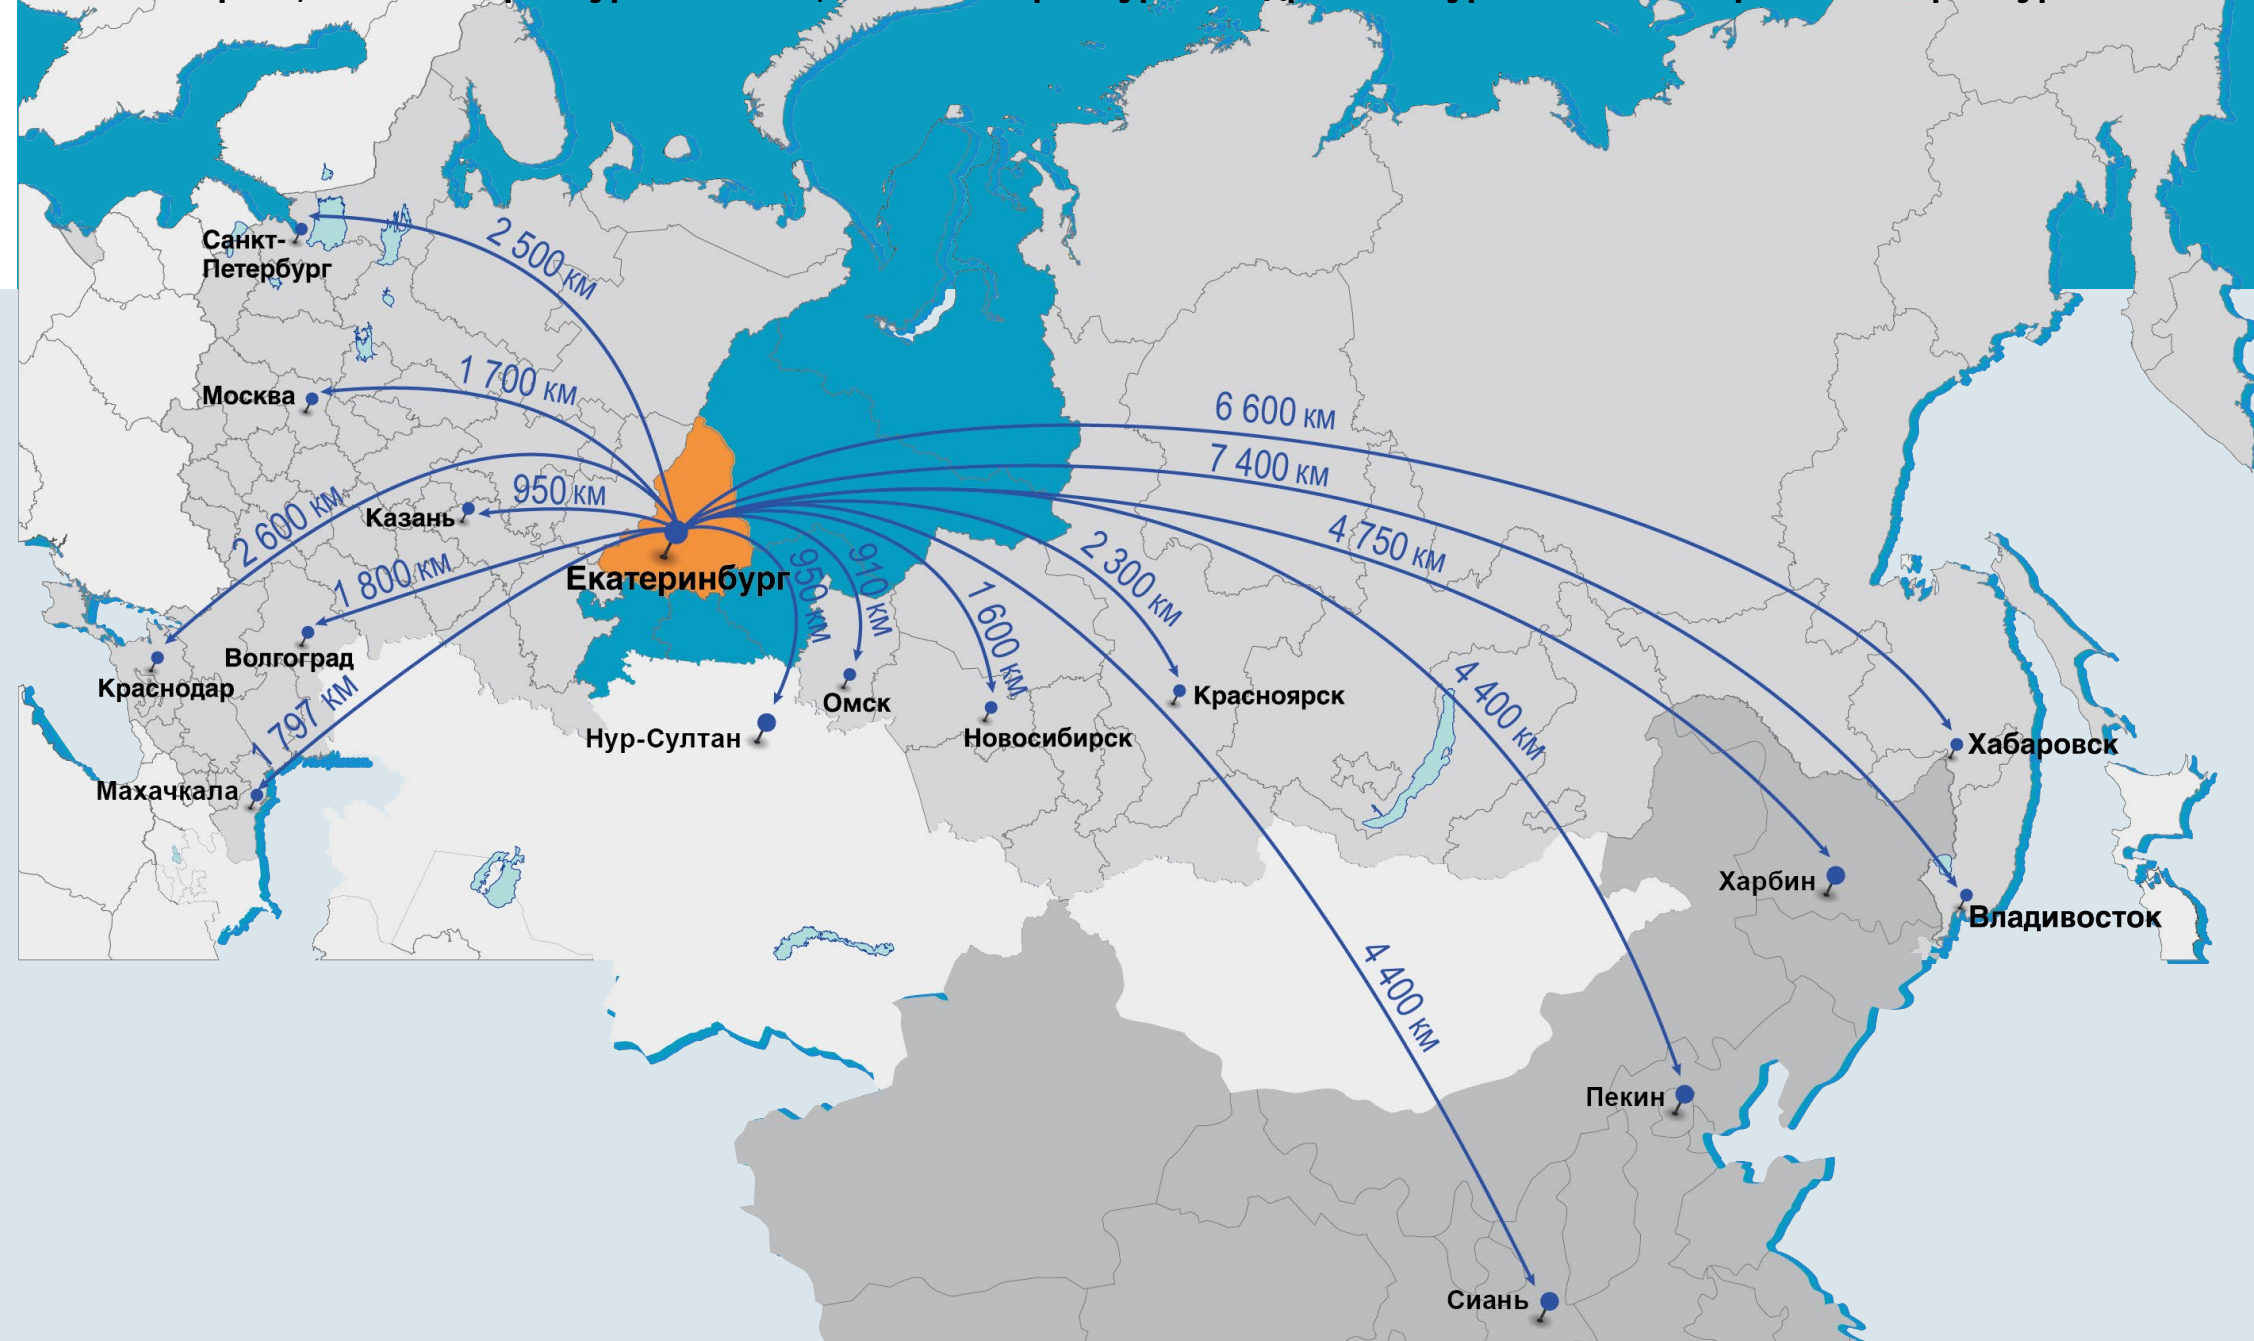 Санкт-
Петербург
2 500 км
Москва
1 700 км
6 600 км
7 400 км
4 750 км
2 600 км
950 км
Казань
1 800 км
Екатеринбург
950 км
910 км
1 600 км
2 300 км
4 400 км
Волгоград
Краснодар
1 797 км
Махачкала
Нур-Султан
Омск
Новосибирск
Красноярск
Хабаровск
Харбин
Владивосток
4 400 км
Пекин
Сиань